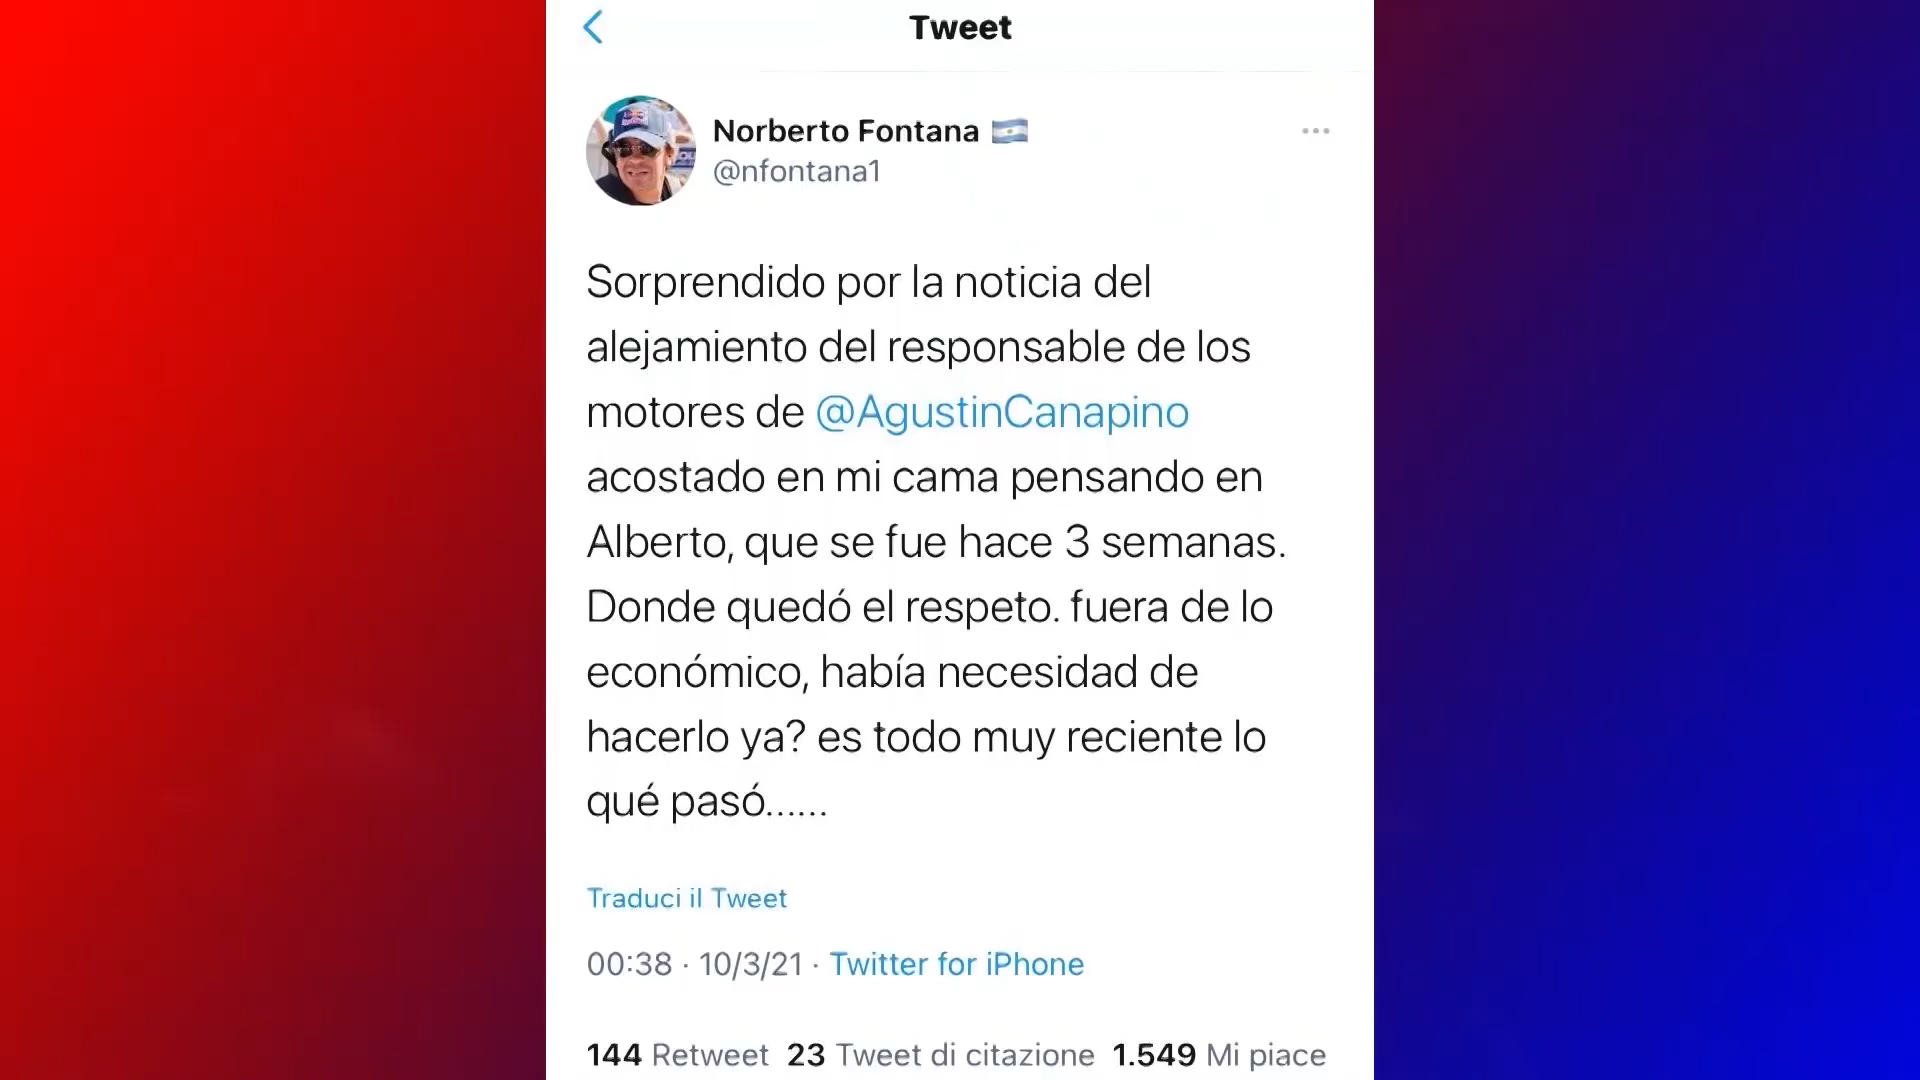 Tweet
Norberto Fontana 🇦🇷
@nfontana1
Sorprendido por la noticia del
alejamiento del responsable de los
motores de @AgustinCanapino
acostado en mi cama pensando en
Alberto, que se fue hace 3 semanas.
Donde quedó el respeto. fuera de lo
económico, había necesidad de
hacerlo ya? es todo muy reciente lo
qué pasó......
Traduci il Tweet
00:38 · 10/3/21 · Twitter for iPhone
144 Retweet 23 Tweet di citazione 1.549 Mi piace